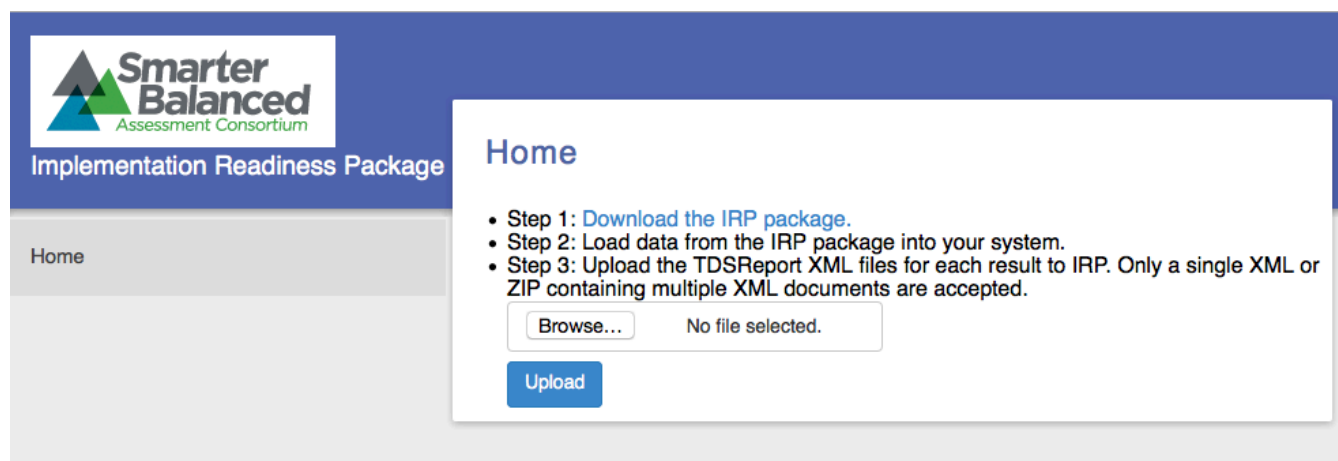 Smarter
Balanced
Assessment Consortium
Implementation Readiness Package
Home
Home
• Step 1: Download the IRP package.
• Step 2: Load data from the IRP package into your system.
• Step 3: Upload the TDSReport XML files for each result to IRP. Only a single XML or
ZIP containing multiple XML documents are accepted.
Browse... No file selected.
Upload